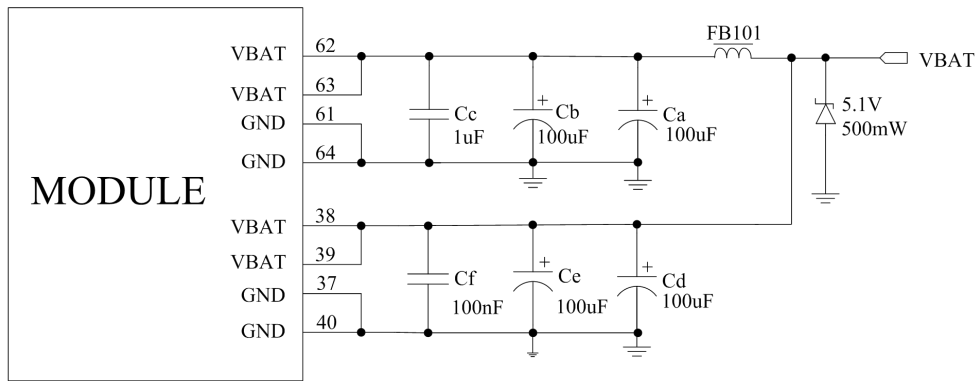 FB101
VBAT 62
VBAT
VBAT 63
GND 61
Cc
1uF
Cb
100uF
Ca
100uF
5.1V
500mW
GND 64
MODULE
VBAT 38
VBAT 39
GND 37
Cf
100nF
Ce
100uF
Cd
100uF
GND 40